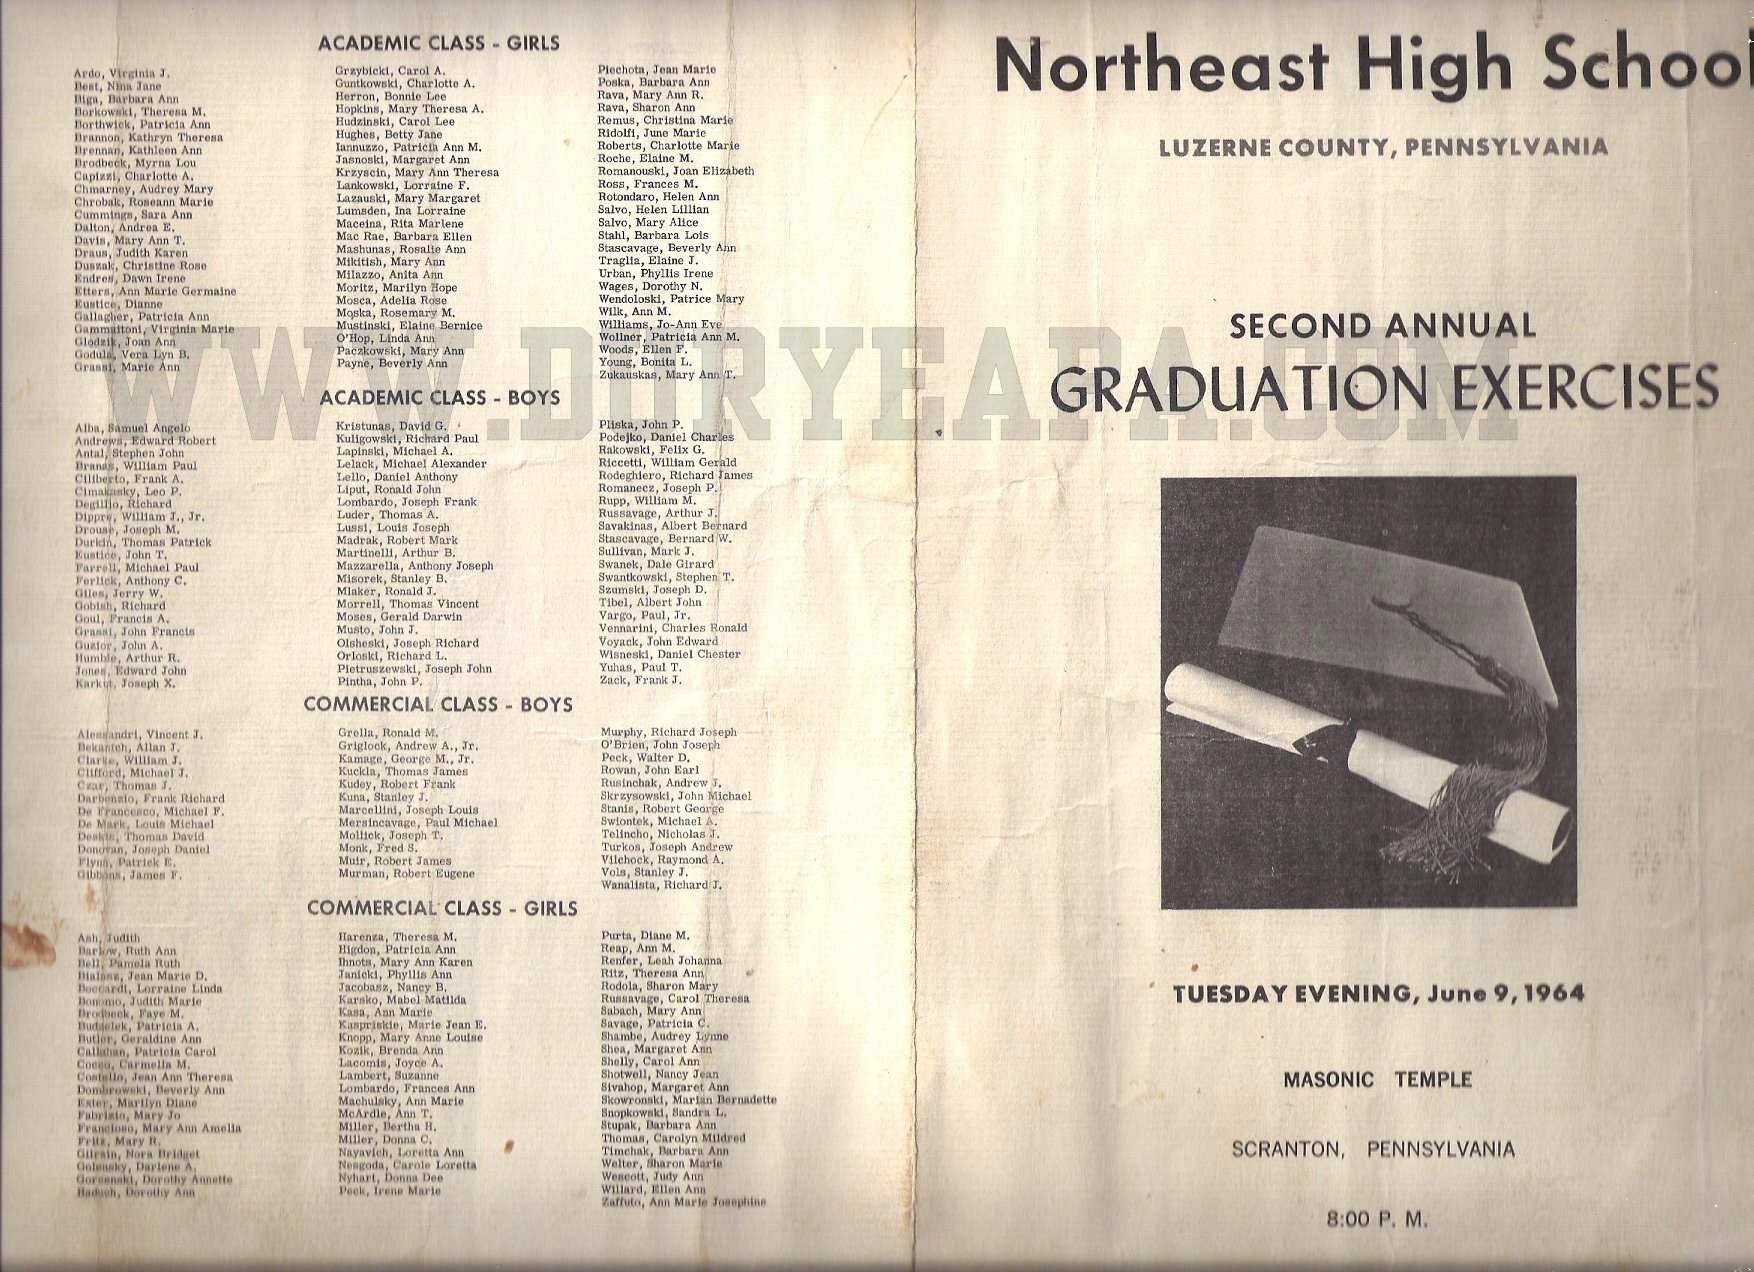 ACADEMIC CLASS - GIRLS
Ardo, Virginia J.
Best, Nina Jane
Biga, Barbara Ann
Borkowski, Theresa M.
Borthwick, Patricia Ann
Brannon, Kathryn Theresa
Brennan, Kathleen Ann
Brodbeck, Myrna Lou
Capizzi, Charlotte A.
Chmarney, Audrey Mary
Chrobak, Roseann Marie
Cummings, Sara Ann
Dalton, Andrea E.
Davis, Mary Ann T.
Draus, Judith Karen
Duszak, Christine Rose
Endres, Dawn Irene
Etters, Ann Marie Germaine
Eustice, Dianne
Gallagher, Patricia Ann
Gammaitoni, Virginia Marie
Glodzik, Joan Ann
Godula, Vera Lyn B.
Grassi, Marie Ann
Grzybicki, Carol A.
Guntkowski, Charlotte A.
Herron, Bonnie Lee
Hopkins, Mary Theresa A.
Hudzinski, Carol Lee
Hughes, Betty Jane
Iannuzzo, Patricia Ann M.
Jasnoski, Margaret Ann
Krzyscin, Mary Ann Theresa
Lankowski, Lorraine F.
Lazauski, Mary Margaret
Lumsden, Ina Lorraine
Maceina, Rita Marlene
Mac Rae, Barbara Ellen
Mashunas, Rosalie Ann
Mikitish, Mary Ann
Milazzo, Anita Ann
Moritz, Marilyn Hope
Mosca, Adelia Rose
Moska, Rosemary M.
Mustinski, Elaine Bernice
O'Hop, Linda Ann
Paczkowski, Mary Ann
Payne, Beverly Ann
Piechota, Jean Marie
Poska, Barbara Ann
Rava, Mary Ann R.
Rava, Sharon Ann
Remus, Christina Marie
Ridolfi, June Marie
Roberts, Charlotte Marie
Roche, Elaine M.
Romanouski, Joan Elizabeth
Ross, Frances M.
Rotondaro, Helen Ann
Salvo, Helen Lillian
Salvo, Mary Alice
Stahl, Barbara Lois
Stascavage, Beverly Ann
Traglia, Elaine J.
Urban, Phyllis Irene
Wages, Dorothy N.
Wendoloski, Patrice Mary
Wilk, Ann M.
Williams, Jo-Ann Eve
Wollner, Patricia Ann M.
Woods, Ellen F.
Young, Bonita L.
Zukauskas, Mary Ann T.
ACADEMIC CLASS - BOYS
Alba, Samuel Angelo
Andrews, Edward Robert
Antal, Stephen John
Branas, William Paul
Ciliberto, Frank A.
Cimakasky, Leo P.
Degillio, Richard
Dippre, William J., Jr.
Drouse, Joseph M.
Durkin, Thomas Patrick
Eustice, John T.
Farrell, Michael Paul
Ferlick, Anthony C.
Giles, Jerry W.
Gobish, Richard
Goul, Francis A.
Grassi, John Francis
Guzior, John A.
Humble, Arthur R.
Jones, Edward John
Karkut, Joseph X.
Kristunas, David G.
Kuligowski, Richard Paul
Lapinski, Michael A.
Lelack, Michael Alexander
Lello, Daniel Anthony
Liput, Ronald John
Lombardo, Joseph Frank
Luder, Thomas A.
Lussi, Louis Joseph
Madrak, Robert Mark
Martinelli, Arthur B.
Mazzarella, Anthony Joseph
Misorek, Stanley B.
Mlaker, Ronald J.
Morrell, Thomas Vincent
Moses, Gerald Darwin
Musto, John J.
Olsheski, Joseph Richard
Orloski, Richard L.
Pietruszewski, Joseph John
Pintha, John P.
Pliska, John P.
Podejko, Daniel Charles
Rakowski, Felix G.
Riccetti, William Gerald
Rodeghiero, Richard James
Romanecz, Joseph P.
Rupp, William M.
Russavage, Arthur J.
Savakinas, Albert Bernard
Stascavage, Bernard W.
Sullivan, Mark J.
Swanek, Dale Girard
Swantkowski, Stephen T.
Szumski, Joseph D.
Tibel, Albert John
Vargo, Paul, Jr.
Vennarini, Charles Ronald
Voyack, John Edward
Wisneski, Daniel Chester
Yuhas, Paul T.
Zack, Frank J.
COMMERCIAL CLASS - BOYS
Alessandri, Vincent J.
Bekanich, Allan J.
Clarke, William J.
Clifford, Michael J.
Czar, Thomas J.
Darbenzio, Frank Richard
De Francesco, Michael F.
De Mark, Louis Michael
Deskis, Thomas David
Donovan, Joseph Daniel
Flynn, Patrick E.
Gibbons, James F.
Grella, Ronald M.
Griglock, Andrew A., Jr.
Kamage, George M., Jr.
Kuckla, Thomas James
Kudey, Robert Frank
Kuna, Stanley J.
Marcellini, Joseph Louis
Mersincavage, Paul Michael
Mollick, Joseph T.
Monk, Fred S.
Muir, Robert James
Murman, Robert Eugene
Murphy, Richard Joseph
O'Brien, John Joseph
Peck, Walter D.
Rowan, John Earl
Rusinchak, Andrew J.
Skrzysowski, John Michael
Stanis, Robert George
Swiontek, Michael A.
Telincho, Nicholas J.
Turkos, Joseph Andrew
Vilchock, Raymond A.
Vols, Stanley J.
Wanalista, Richard J.
COMMERCIAL CLASS - GIRLS
Ash, Judith
Barlow, Ruth Ann
Bell, Pamela Ruth
Bialasz, Jean Marie D.
Boccardi, Lorraine Linda
Bonomo, Judith Marie
Brodbeck, Faye M.
Budzielek, Patricia A.
Butler, Geraldine Ann
Callahan, Patricia Carol
Cocco, Carmella M.
Costello, Jean Ann Theresa
Dombrowski, Beverly Ann
Exter, Marilyn Diane
Fabrizio, Mary Jo
Francioso, Mary Ann Amelia
Fritz, Mary R.
Gilrain, Nora Bridget
Golensky, Darlene A.
Gorzenski, Dorothy Annette
Hadsch, Dorothy Ann
Harenza, Theresa M.
Higdon, Patricia Ann
Ihnots, Mary Ann Karen
Janicki, Phyllis Ann
Jacobasz, Nancy B.
Karsko, Mabel Matilda
Kasa, Ann Marie
Kaspriskie, Marie Jean E.
Knopp, Mary Anne Louise
Kozik, Brenda Ann
Lacomis, Joyce A.
Lambert, Suzanne
Lombardo, Frances Ann
Machulsky, Ann Marie
McArdle, Ann T.
Miller, Bertha H.
Miller, Donna C.
Nayavich, Loretta Ann
Nesgoda, Carole Loretta
Nyhart, Donna Dee
Peck, Irene Marie
Purta, Diane M.
Reap, Ann M.
Renfer, Leah Johanna
Ritz, Theresa Ann
Rodola, Sharon Mary
Russavage, Carol Theresa
Sabach, Mary Ann
Savage, Patricia C.
Shambe, Audrey Lynne
Shea, Margaret Ann
Shelly, Carol Ann
Shotwell, Nancy Jean
Sivahop, Margaret Ann
Skowronski, Marian Bernadette
Snopkowski, Sandra L.
Stupak, Barbara Ann
Thomas, Carolyn Mildred
Timchak, Barbara Ann
Welter, Sharon Marie
Wescott, Judy Ann
Willard, Ellen Ann
Zaffuto, Ann Marie Josephine
Northeast High School
LUZERNE COUNTY, PENNSYLVANIA
SECOND ANNUAL
GRADUATION EXERCISES
TUESDAY EVENING, June 9, 1964
MASONIC TEMPLE
SCRANTON, PENNSYLVANIA
8:00 P. M.
WWW.DURYEAPA.COM